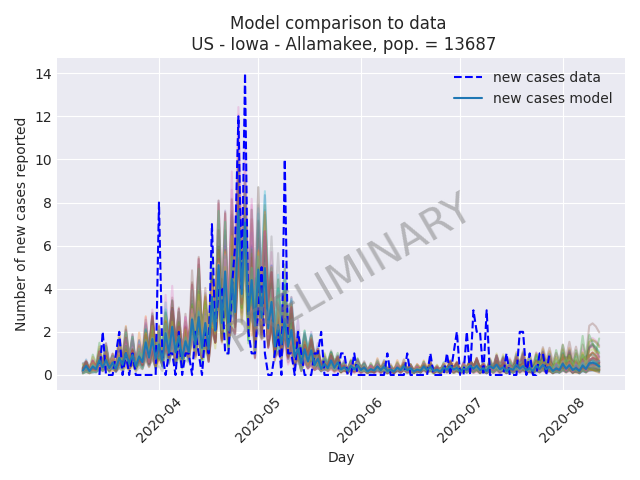 Model comparison to data
US - Iowa - Allamakee, pop. = 13687
new cases data
new cases model
Number of new cases reported
14
12
10
8
6
4
2
0
PRELIMINARY
2020-04
2020-05
2020-06
2020-07
2020-08
Day